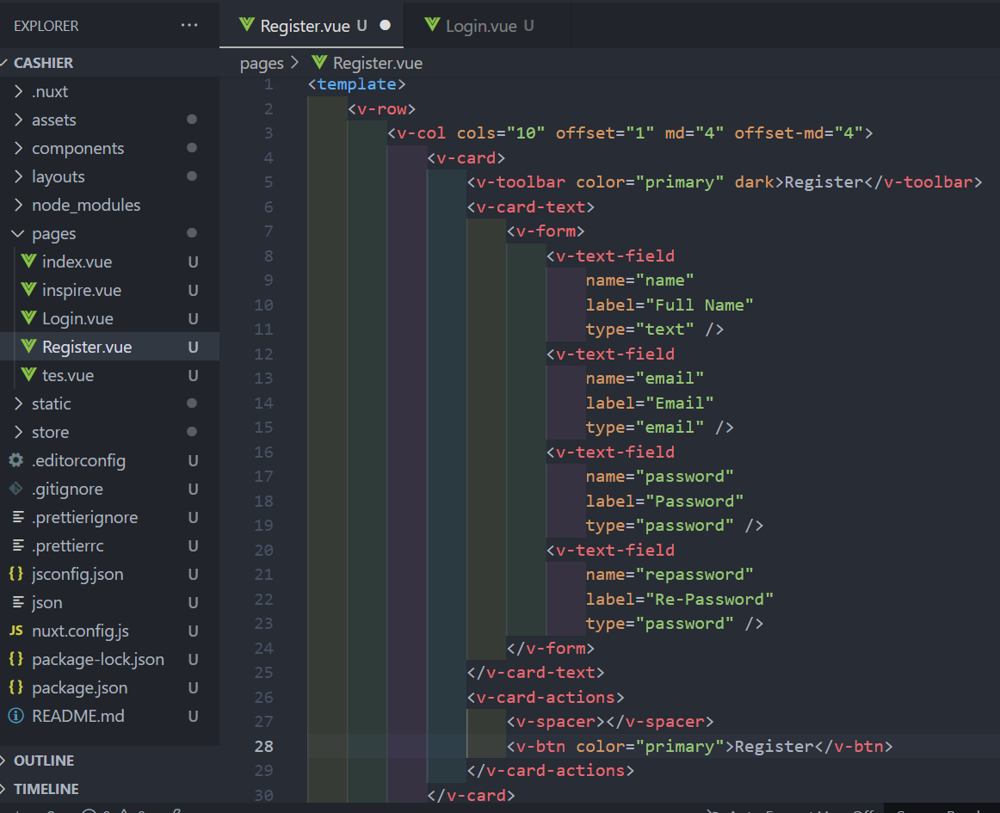 EXPLORER ...
CASHIER
.nuxt
assets
components
layouts
node_modules
pages
index.vue U
inspire.vue U
Login.vue U
Register.vue U
tes.vue U
static
store
.editorconfig U
.gitignore U
.prettierignore U
.prettierrc U
{} jsconfig.json U
json U
JS nuxt.config.js U
{} package-lock.json U
{} package.json U
README.md U
OUTLINE
TIMELINE
Register.vue U
Login.vue U
pages > Register.vue
1 <template>
2 <v-row>
3 <v-col cols="10" offset="1" md="4" offset-md="4">
4 <v-card>
5 <v-toolbar color="primary" dark>Register</v-toolbar>
6 <v-card-text>
7 <v-form>
8 <v-text-field
9 name="name"
10 label="Full Name"
11 type="text" />
12 <v-text-field
13 name="email"
14 label="Email"
15 type="email" />
16 <v-text-field
17 name="password"
18 label="Password"
19 type="password" />
20 <v-text-field
21 name="repassword"
22 label="Re-Password"
23 type="password" />
24 </v-form>
25 </v-card-text>
26 <v-card-actions>
27 <v-spacer></v-spacer>
28 <v-btn color="primary">Register</v-btn>
29 </v-card-actions>
30 </v-card>